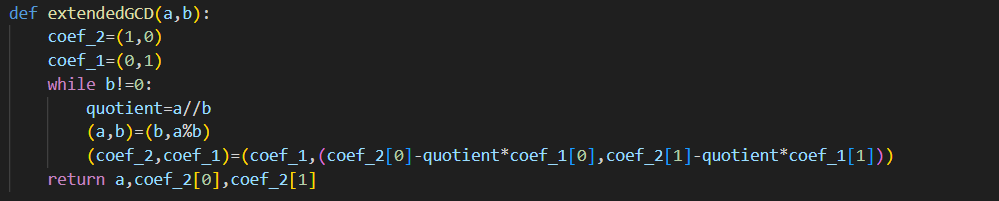 def extendedGCD(a,b):
    coef_2=(1,0)
    coef_1=(0,1)
    while b!=0:
        quotient=a//b
        (a,b)=(b,a%b)
        (coef_2,coef_1)=(coef_1,(coef_2[0]-quotient*coef_1[0],coef_2[1]-quotient*coef_1[1]))
    return a,coef_2[0],coef_2[1]